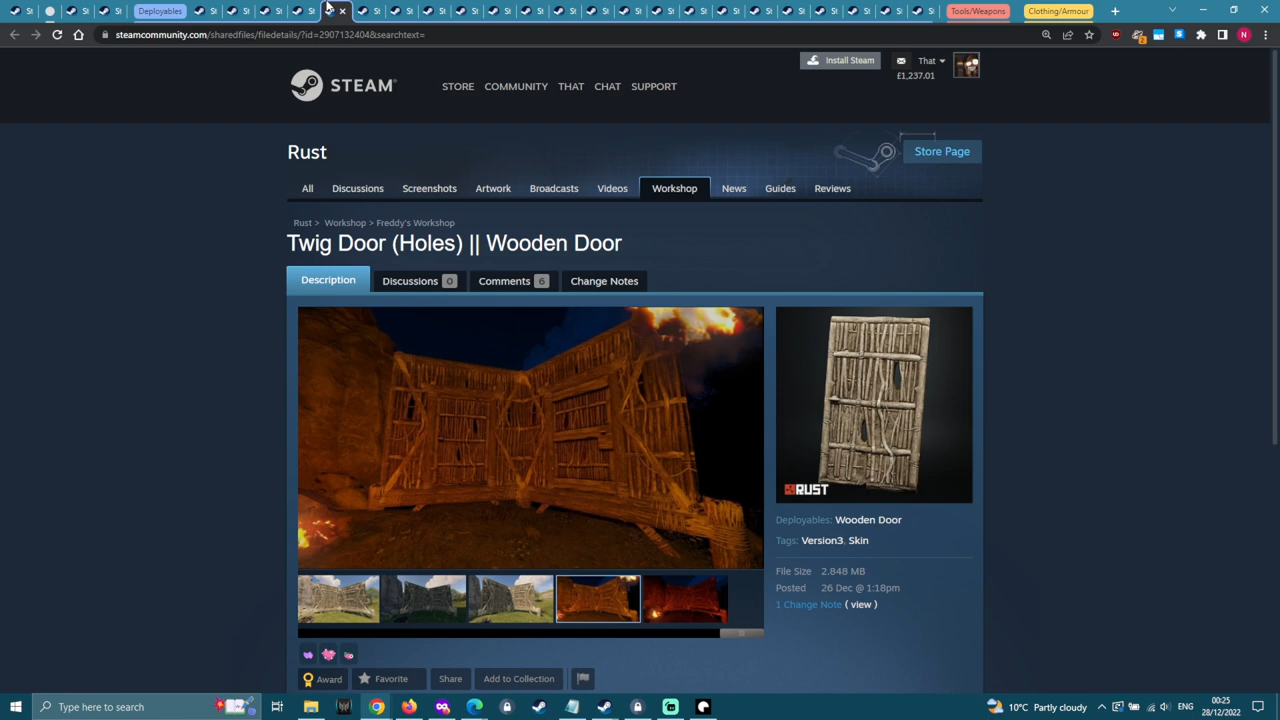 Deployables
Tools/Weapons
Clothing/Armour
steamcommunity.com/sharedfiles/filedetails/?id=2907132404&searchtext=
N
Install Steam
That
£1,237.01
STEAM®
STORE COMMUNITY THAT CHAT SUPPORT
Rust
Store Page
All Discussions Screenshots Artwork Broadcasts Videos Workshop News Guides Reviews
Rust > Workshop > Freddy's Workshop
Twig Door (Holes) || Wooden Door
Description Discussions 0 Comments 6 Change Notes
RUST
Deployables: Wooden Door
Tags: Version3, Skin
File Size 2.848 MB
Posted 26 Dec @ 1:18pm
1 Change Note ( view )
Award Favorite Share Add to Collection
Type here to search
10°C Partly cloudy
ENG
00:25
28/12/2022